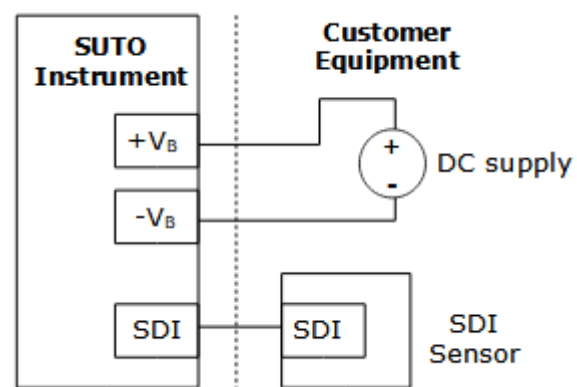 SUTO
Instrument
Customer
Equipment
+VB
+
-
DC supply
-VB
SDI
SDI
SDI
Sensor